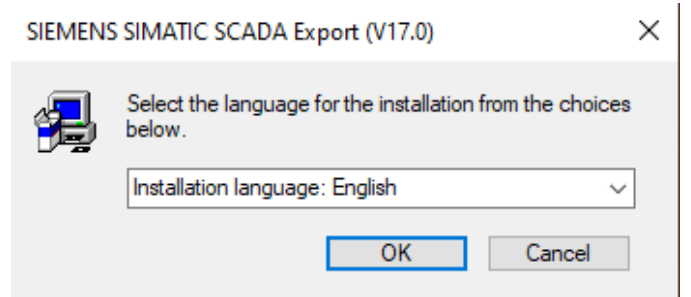 SIEMENS SIMATIC SCADA Export (V17.0)
Select the language for the installation from the choices
below.
Installation language: English
OK
Cancel